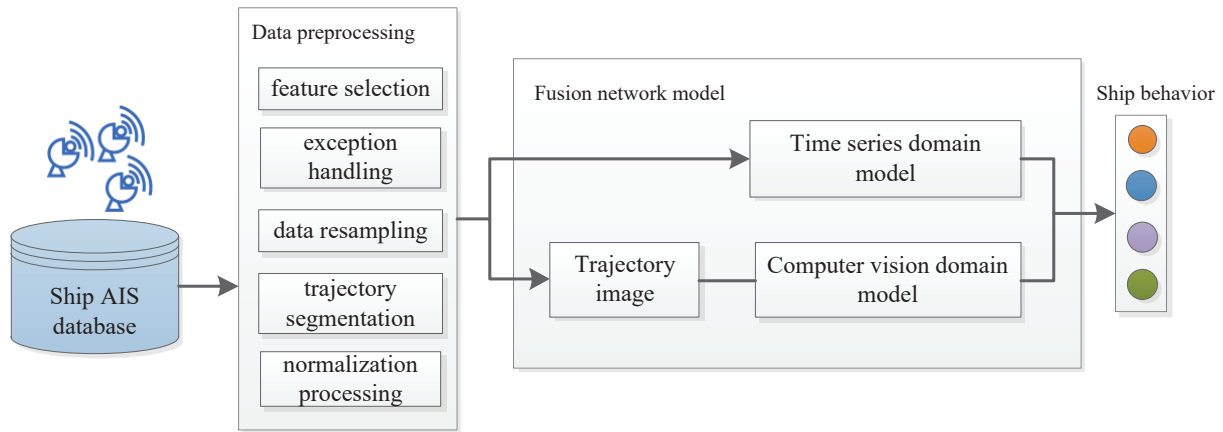 Ship AIS
database
Data preprocessing
feature selection
exception
handling
data resampling
trajectory
segmentation
normalization
processing
Fusion network model
Time series domain
model
Trajectory
image
Computer vision domain
model
Ship behavior